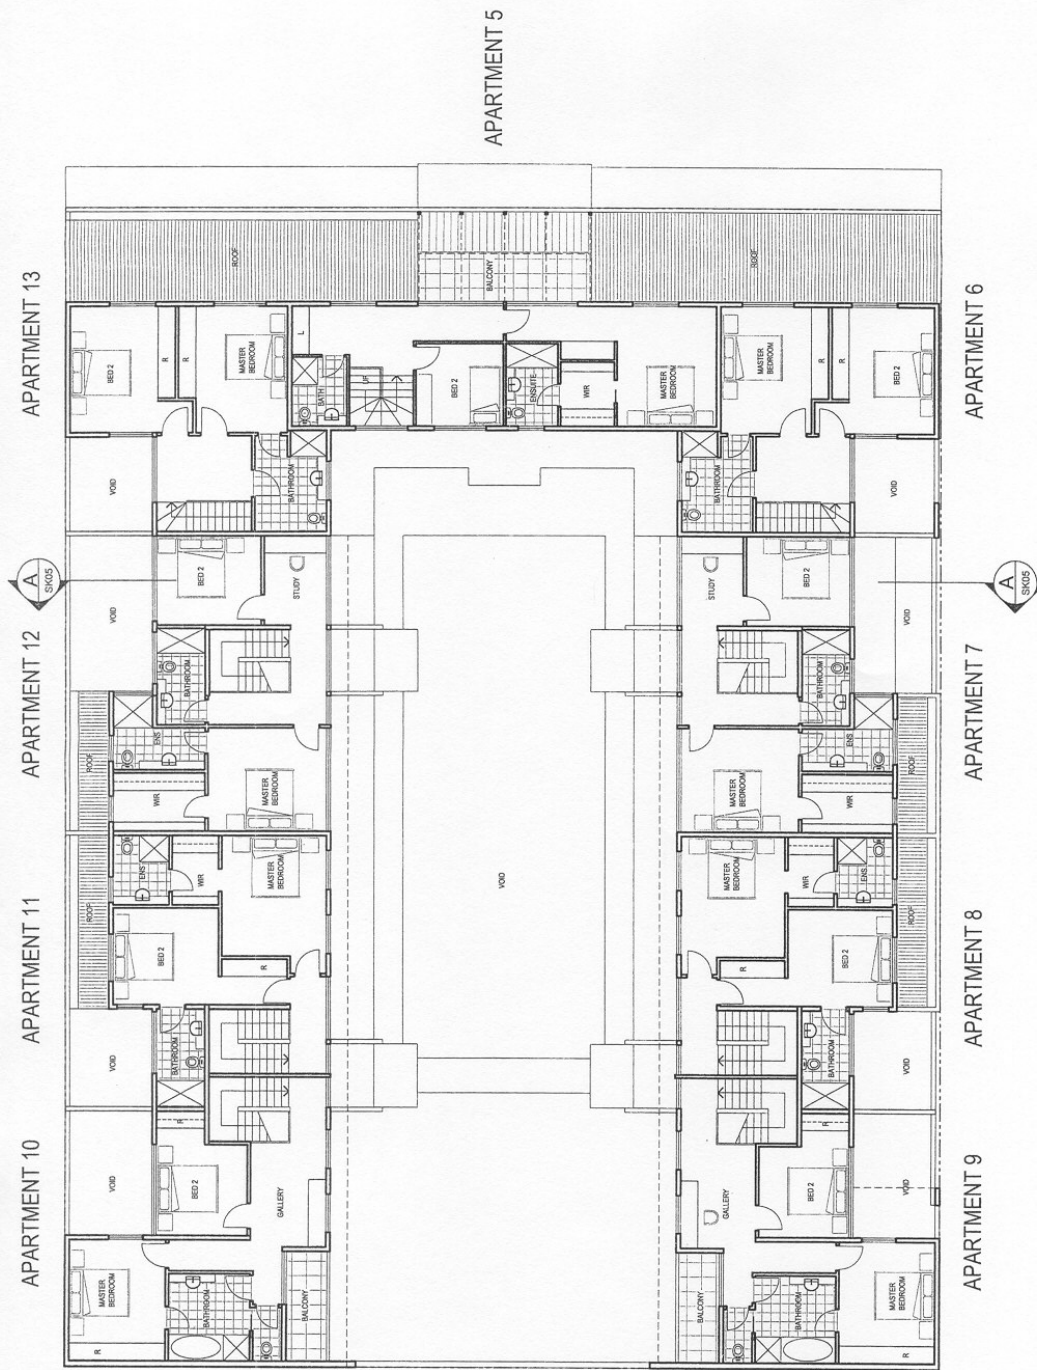 APARTMENT 5
APARTMENT 13
APARTMENT 12
APARTMENT 11
APARTMENT 10
APARTMENT 6
APARTMENT 7
APARTMENT 8
APARTMENT 9
A
SK05
A
SK05
ROOF
BALCONY
ROOF
BED 2
R
R
MASTER
BEDROOM
L
BATH
UP
BED 2
ENSUITE
WIR
MASTER
BEDROOM
MASTER
BEDROOM
R
R
BED 2
VOID
BATHROOM
BATHROOM
VOID
VOID
BED 2
STUDY
STUDY
BED 2
VOID
BATHROOM
BATHROOM
ROOF
ENS
WIR
MASTER
BEDROOM
MASTER
BEDROOM
ENS
WIR
ROOF
ROOF
ENS
WIR
MASTER
BEDROOM
VOID
MASTER
BEDROOM
WIR
ENS
ROOF
BED 2
R
R
BED 2
VOID
BATHROOM
BATHROOM
VOID
VOID
R
BED 2
GALLERY
GALLERY
R
BED 2
VOID
MASTER
BEDROOM
R
BATHROOM
BALCONY
BALCONY
BATHROOM
MASTER
BEDROOM
R